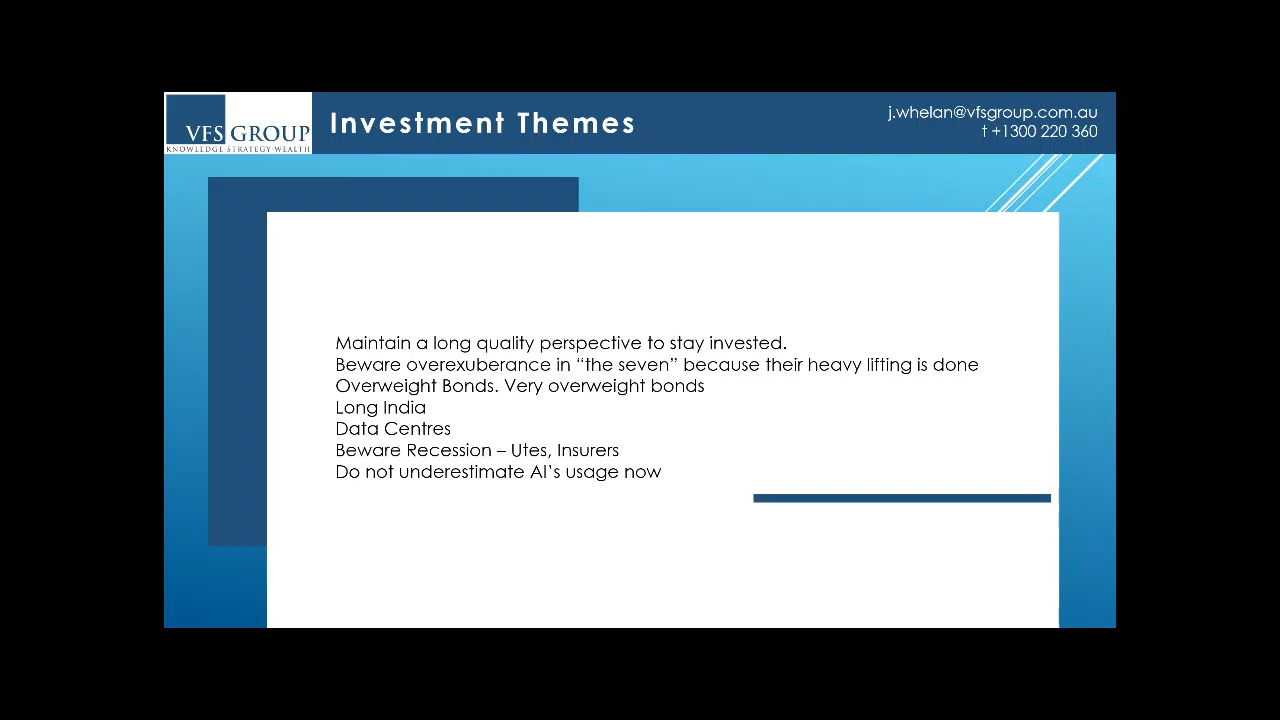 VFS GROUP
KNOWLEDGE STRATEGY-WEALTH
Investment Themes
j.whelan@vfsgroup.com.au
t +1300 220 360
Maintain a long quality perspective to stay invested.
Beware overexuberance in “the seven” because their heavy lifting is done
Overweight Bonds. Very overweight bonds
Long India
Data Centres
Beware Recession – Utes, Insurers
Do not underestimate AI’s usage now